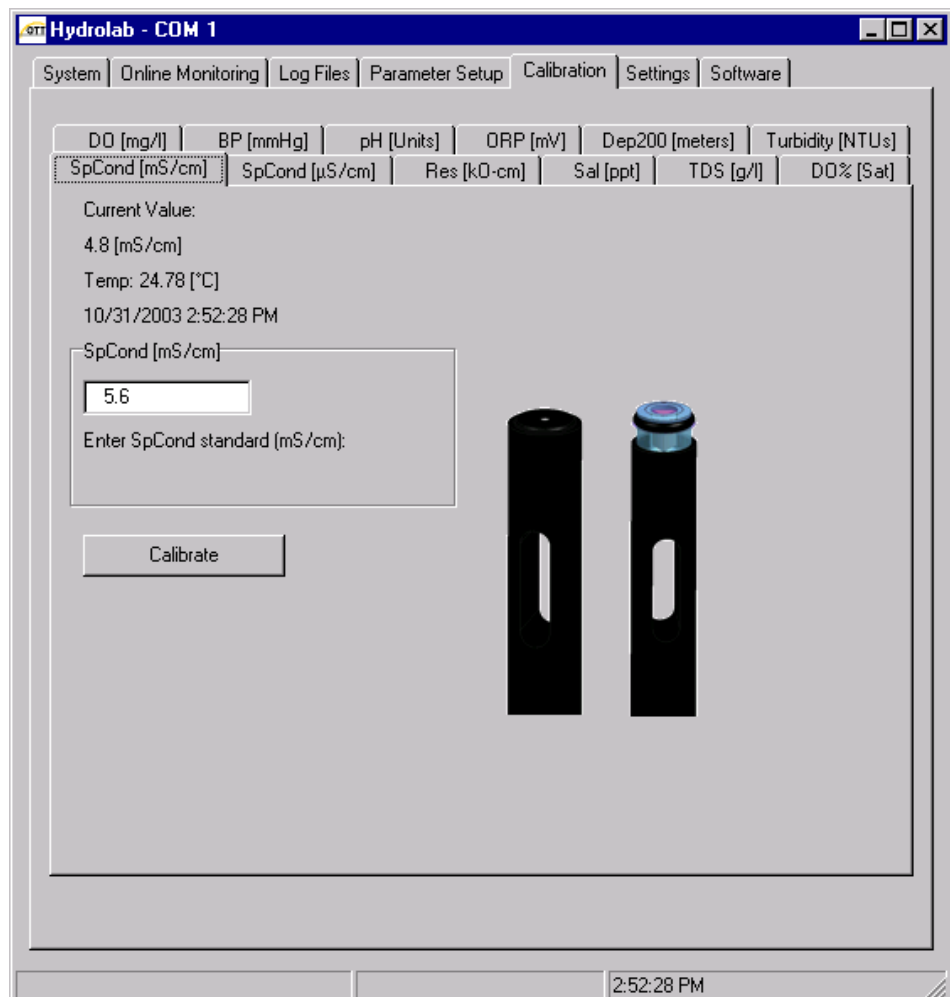 OTT Hydrolab - COM 1
System Online Monitoring Log Files Parameter Setup Calibration Settings Software
DO [mg/l] BP [mmHg] pH [Units] ORP [mV] Dep200 [meters] Turbidity [NTUs]
SpCond [mS/cm] SpCond [µS/cm] Res [kO-cm] Sal [ppt] TDS [g/l] DO% [Sat]
Current Value:
4.8 [mS/cm]
Temp: 24.78 [°C]
10/31/2003 2:52:28 PM
SpCond [mS/cm]
5.6
Enter SpCond standard (mS/cm):
Calibrate
2:52:28 PM